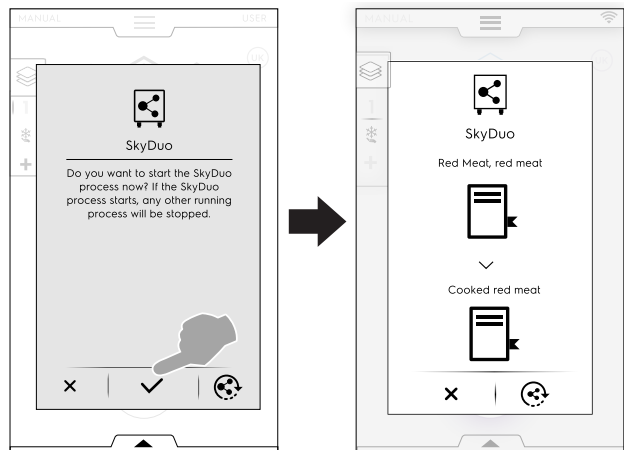 MANUAL
USER
SkyDuo
Do you want to start the SkyDuo
process now? If the SkyDuo
process starts, any other running
process will be stopped.
MANUAL
1
SkyDuo
Red Meat, red meat
Cooked red meat